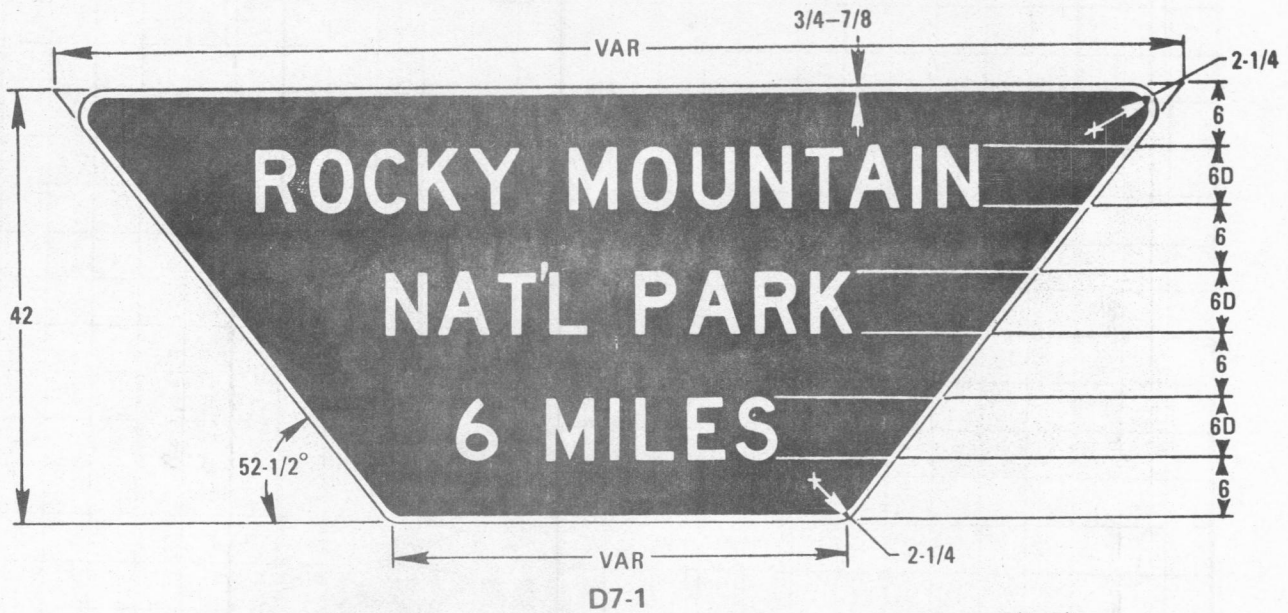 3/4–7/8
VAR
2-1/4
6
ROCKY MOUNTAIN
6D
6
42
NAT'L PARK
6D
6
6 MILES
6D
52-1/2°
6
VAR
2-1/4
D7-1